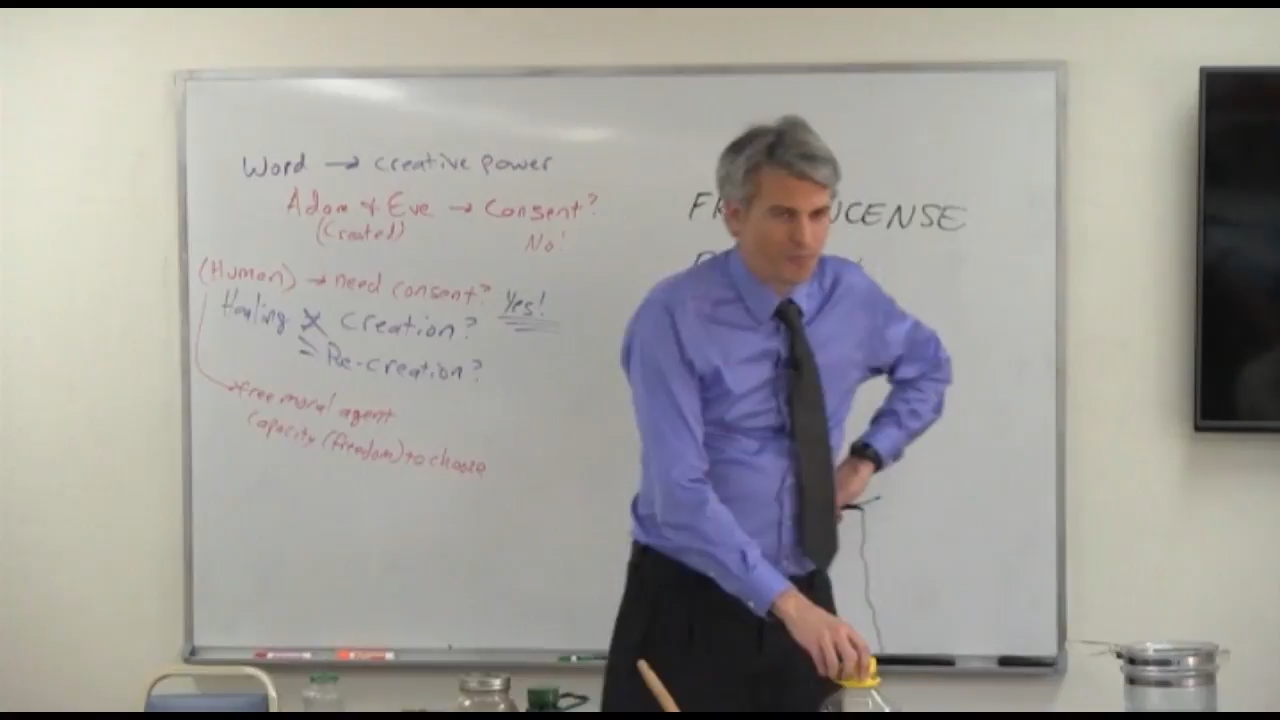 Word → creative power
Adam & Eve → Consent?
(Created) No!
(Human) → need consent? Yes!
Healing X Creation?
= Re-creation?
free moral agent
capacity (freedom) to choose
FR UCENSE